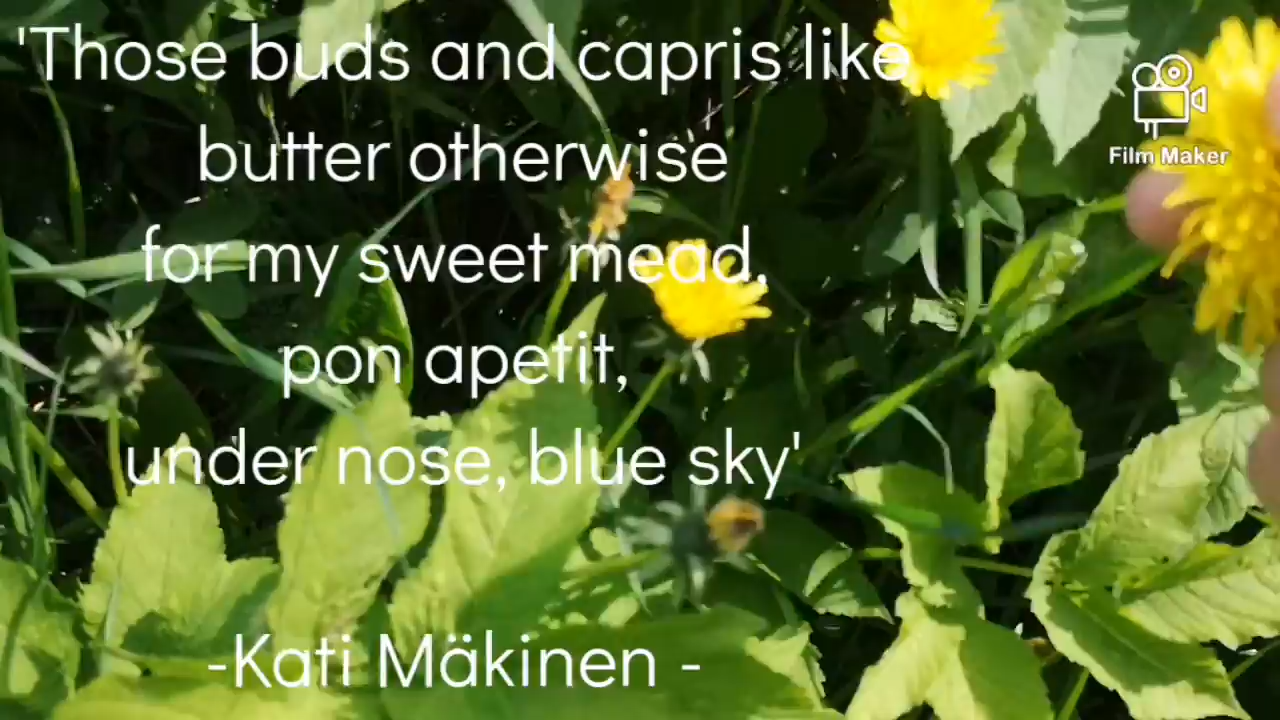 'Those buds and capris like
butter otherwise
for my sweet mead,
pon apetit,
under nose, blue sky'
-Kati Mäkinen -
Film Maker